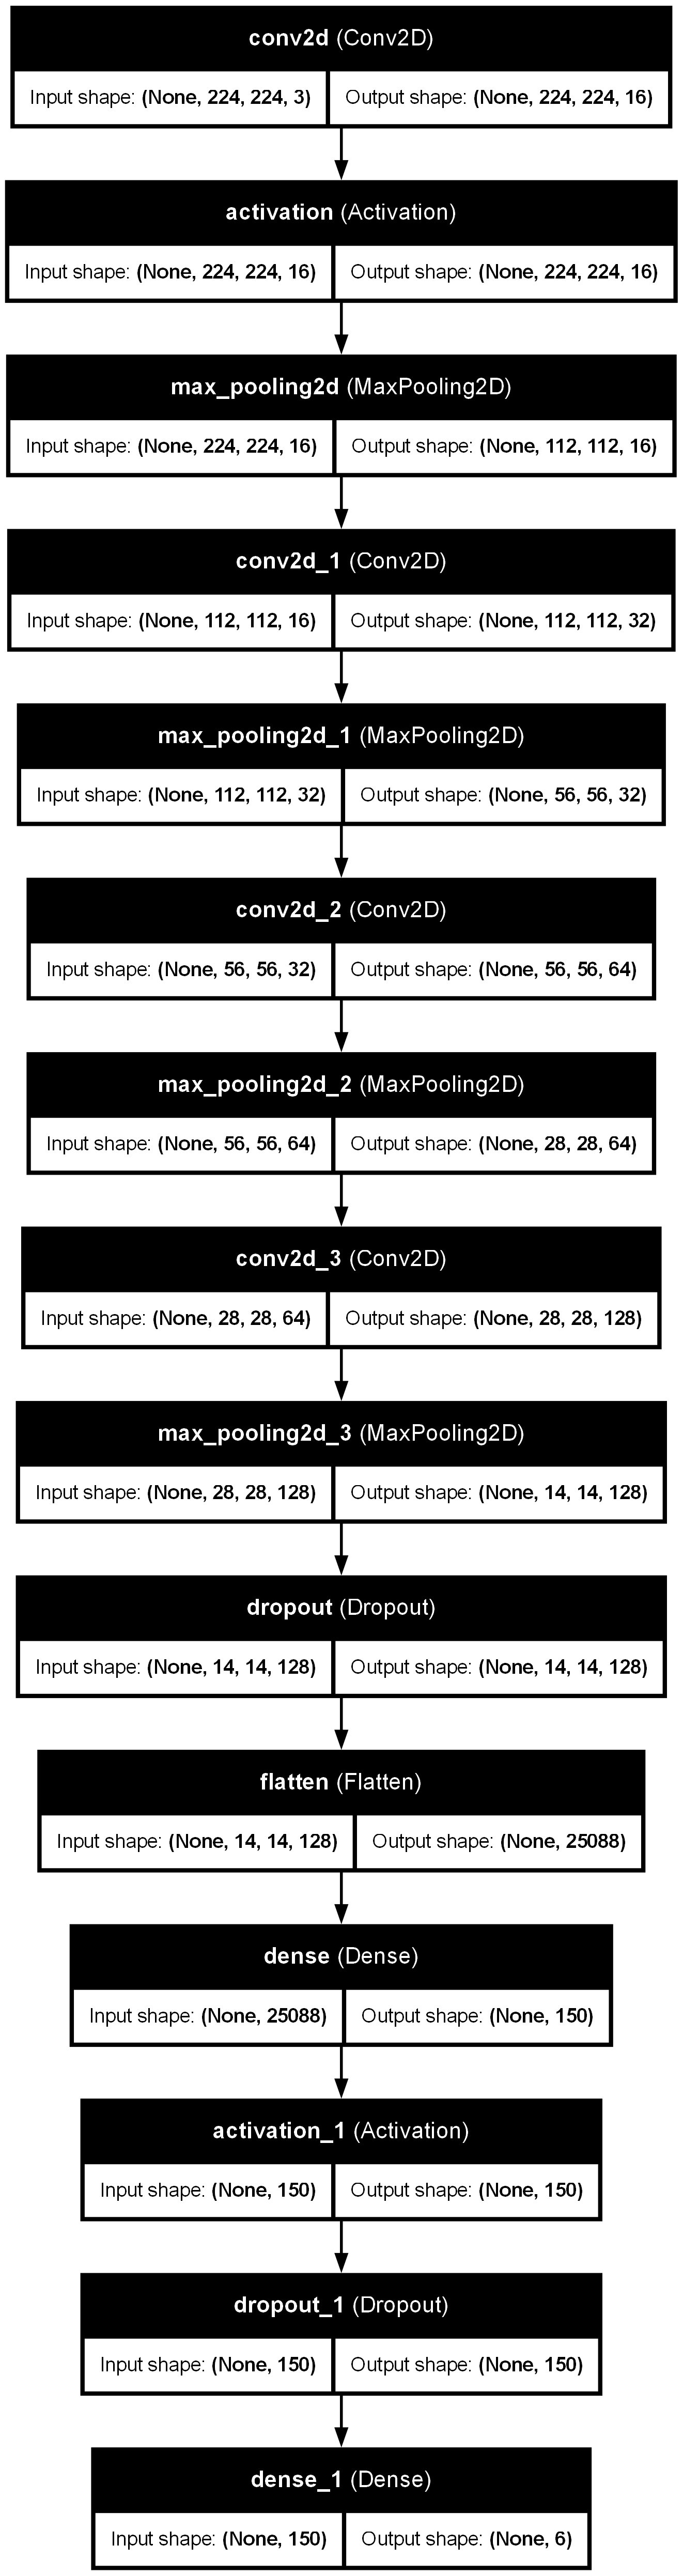 conv2d (Conv2D)
Input shape: (None, 224, 224, 3) Output shape: (None, 224, 224, 16)
activation (Activation)
Input shape: (None, 224, 224, 16) Output shape: (None, 224, 224, 16)
max_pooling2d (MaxPooling2D)
Input shape: (None, 224, 224, 16) Output shape: (None, 112, 112, 16)
conv2d_1 (Conv2D)
Input shape: (None, 112, 112, 16) Output shape: (None, 112, 112, 32)
max_pooling2d_1 (MaxPooling2D)
Input shape: (None, 112, 112, 32) Output shape: (None, 56, 56, 32)
conv2d_2 (Conv2D)
Input shape: (None, 56, 56, 32) Output shape: (None, 56, 56, 64)
max_pooling2d_2 (MaxPooling2D)
Input shape: (None, 56, 56, 64) Output shape: (None, 28, 28, 64)
conv2d_3 (Conv2D)
Input shape: (None, 28, 28, 64) Output shape: (None, 28, 28, 128)
max_pooling2d_3 (MaxPooling2D)
Input shape: (None, 28, 28, 128) Output shape: (None, 14, 14, 128)
dropout (Dropout)
Input shape: (None, 14, 14, 128) Output shape: (None, 14, 14, 128)
flatten (Flatten)
Input shape: (None, 14, 14, 128) Output shape: (None, 25088)
dense (Dense)
Input shape: (None, 25088) Output shape: (None, 150)
activation_1 (Activation)
Input shape: (None, 150) Output shape: (None, 150)
dropout_1 (Dropout)
Input shape: (None, 150) Output shape: (None, 150)
dense_1 (Dense)
Input shape: (None, 150) Output shape: (None, 6)